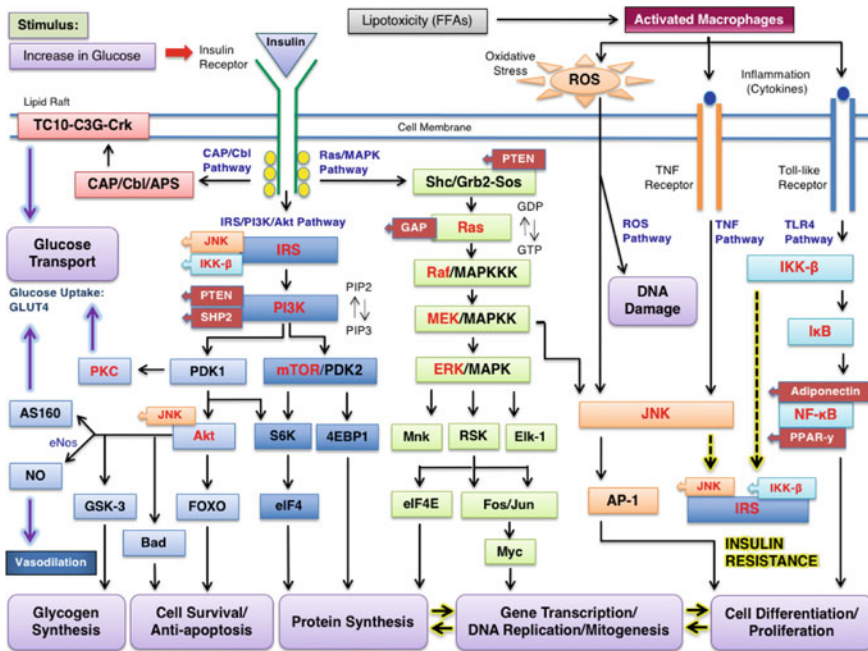 Stimulus:
Increase in Glucose
Insulin
Receptor
Insulin
Lipotoxicity (FFAs)
Activated Macrophages
Oxidative
Stress
ROS
Inflammation
(Cytokines)
Lipid Raft
TC10-C3G-Crk
Cell Membrane
CAP/Cbl
Pathway
Ras/MAPK
Pathway
CAP/Cbl/APS
PTEN
Shc/Grb2-Sos
TNF
Receptor
Toll-like
Receptor
IRS/PI3K/Akt Pathway
GDP
GTP
GAP
Ras
ROS
Pathway
TNF
Pathway
TLR4
Pathway
Glucose
Transport
JNK
IKK-β
IRS
Raf/MAPKKK
IKK-β
DNA
Damage
Glucose Uptake:
GLUT4
PTEN
SHP2
PI3K
PIP2
PIP3
MEK/MAPKK
IκB
PKC
PDK1
mTOR/PDK2
ERK/MAPK
Adiponectin
NF-κB
PPAR-y
AS160
eNos
JNK
Akt
S6K
4EBP1
Mnk
RSK
Elk-1
JNK
NO
GSK-3
FOXO
eIF4
eIF4E
Fos/Jun
AP-1
JNK
IKK-β
IRS
Bad
Myc
INSULIN
RESISTANCE
Vasodilation
Glycogen
Synthesis
Cell Survival/
Anti-apoptosis
Protein Synthesis
Gene Transcription/
DNA Replication/Mitogenesis
Cell Differentiation/
Proliferation